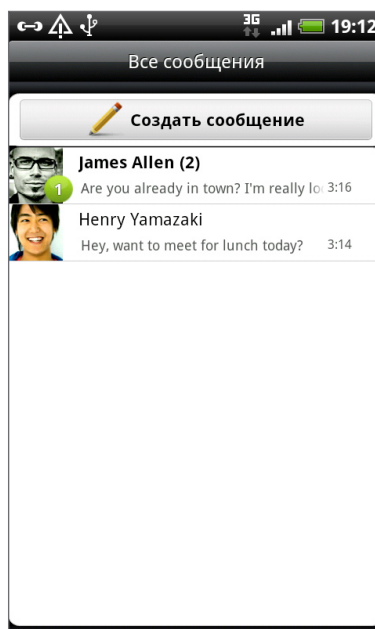 3G
19:12
Все сообщения
Создать сообщение
James Allen (2)
1
Are you already in town? I'm really lo 3:16
Henry Yamazaki
Hey, want to meet for lunch today? 3:14